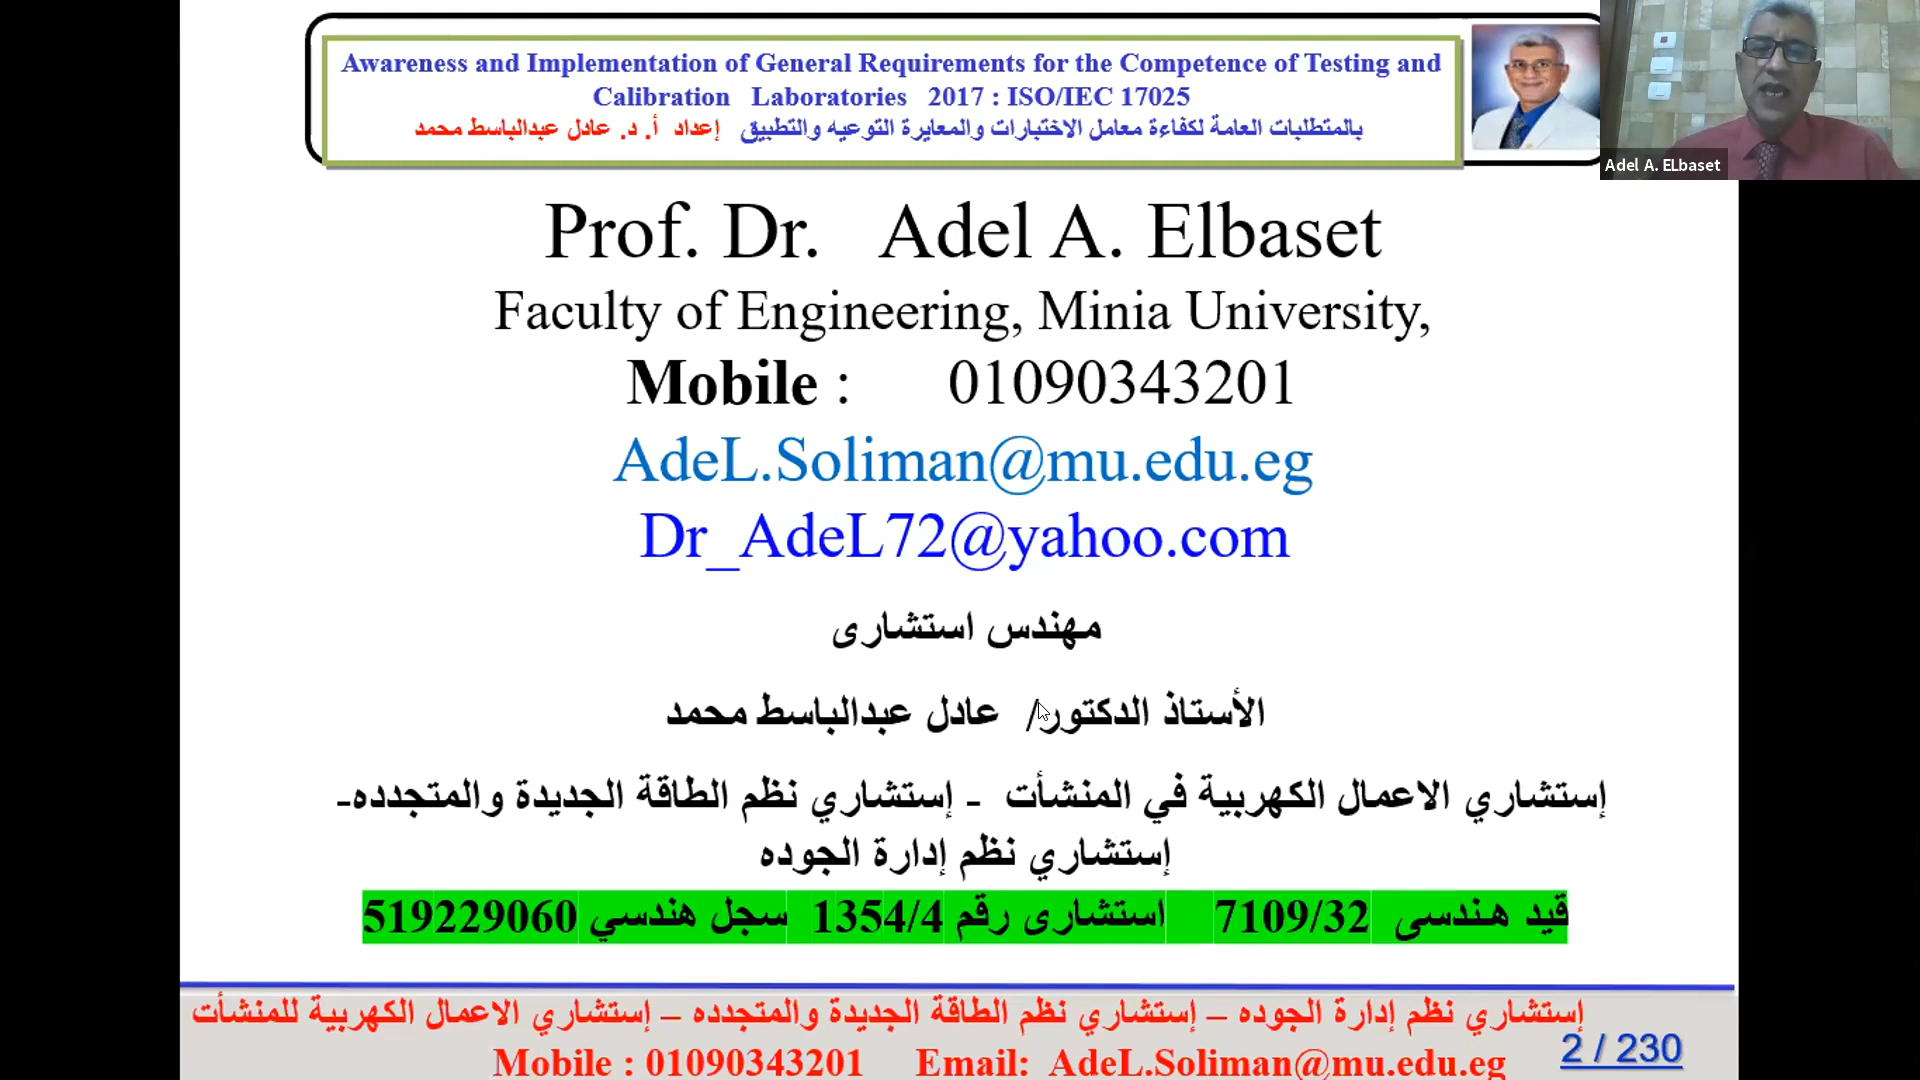 Awareness and Implementation of General Requirements for the Competence of Testing and
Calibration Laboratories 2017 : ISO/IEC 17025
بالمتطلبات العامة لكفاءة معامل الاختبارات والمعايرة التوعيه والتطبيق إعداد أ. د. عادل عبدالباسط محمد
Adel A. ELbaset
Prof. Dr. Adel A. Elbaset
Faculty of Engineering, Minia University,
Mobile : 01090343201
AdeL.Soliman@mu.edu.eg
Dr_AdeL72@yahoo.com
مهندس استشارى
الأستاذ الدكتور/ عادل عبدالباسط محمد
إستشاري الاعمال الكهربية في المنشأت - إستشاري نظم الطاقة الجديدة والمتجدده-
إستشاري نظم إدارة الجوده
قيد هندسى 7109/32 استشارى رقم 1354/4 سجل هندسي 519229060
إستشاري نظم إدارة الجوده – إستشاري نظم الطاقة الجديدة والمتجدده – إستشاري الاعمال الكهربية للمنشأت
Mobile : 01090343201 Email: AdeL.Soliman@mu.edu.eg
2 / 230